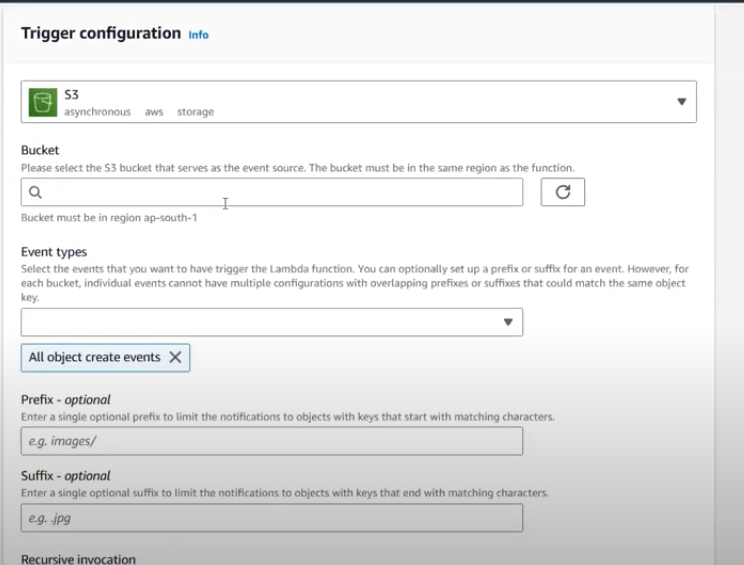 Trigger configuration Info
S3
asynchronous aws storage
Bucket
Please select the S3 bucket that serves as the event source. The bucket must be in the same region as the function.
Bucket must be in region ap-south-1
Event types
Select the events that you want to have trigger the Lambda function. You can optionally set up a prefix or suffix for an event. However, for
each bucket, individual events cannot have multiple configurations with overlapping prefixes or suffixes that could match the same object
key.
All object create events
Prefix - optional
Enter a single optional prefix to limit the notifications to objects with keys that start with matching characters.
e.g. images/
Suffix - optional
Enter a single optional suffix to limit the notifications to objects with keys that end with matching characters.
e.g. .jpg
Recursive invocation